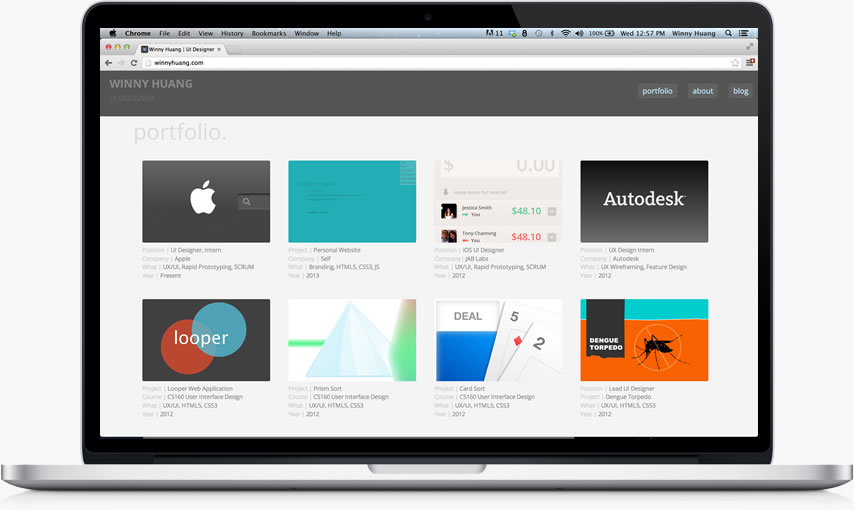 Chrome File Edit View History Bookmarks Window Help 11 100% Wed 12:57 PM Winny Huang
Winny Huang | UI Designer
winnyhuang.com
WINNY HUANG
UI DESIGNER
portfolio about blog
portfolio.
Position | UI Designer, Intern
Company | Apple
What | UX/UI, Rapid Prototyping, SCRUM
Year | Present
WINNY HUANG
Project | Personal Website
Company | Self
What | Branding, HTML5, CSS3, JS
Year | 2013
$ 0.00
swipe down for new bill
Jessica Smith
You
$48.10
Tony Channing
You
$48.10
Position | iOS UI Designer
Company | JAB Labs
What | UX/UI, Rapid Prototyping, SCRUM
Year | 2012
Autodesk
Position | UX Design Intern
Company | Autodesk
What | UX Wireframing, Feature Design
Year | 2012
looper
Project | Looper Web Application
Course | CS160 User Interface Design
What | UX/UI, HTML5, CSS3
Year | 2012
Project | Prism Sort
Course | CS160 User Interface Design
What | UX/UI, HTML5, CSS3
Year | 2012
DEAL
5
2
Project | Card Sort
Course | CS160 User Interface Design
What | UX/UI, HTML5, CSS3
Year | 2012
DENGUE
TORPEDO
Position | Lead UI Designer
Project | Dengue Torpedo
What | UX/UI, HTML5, CSS3
Year | 2012